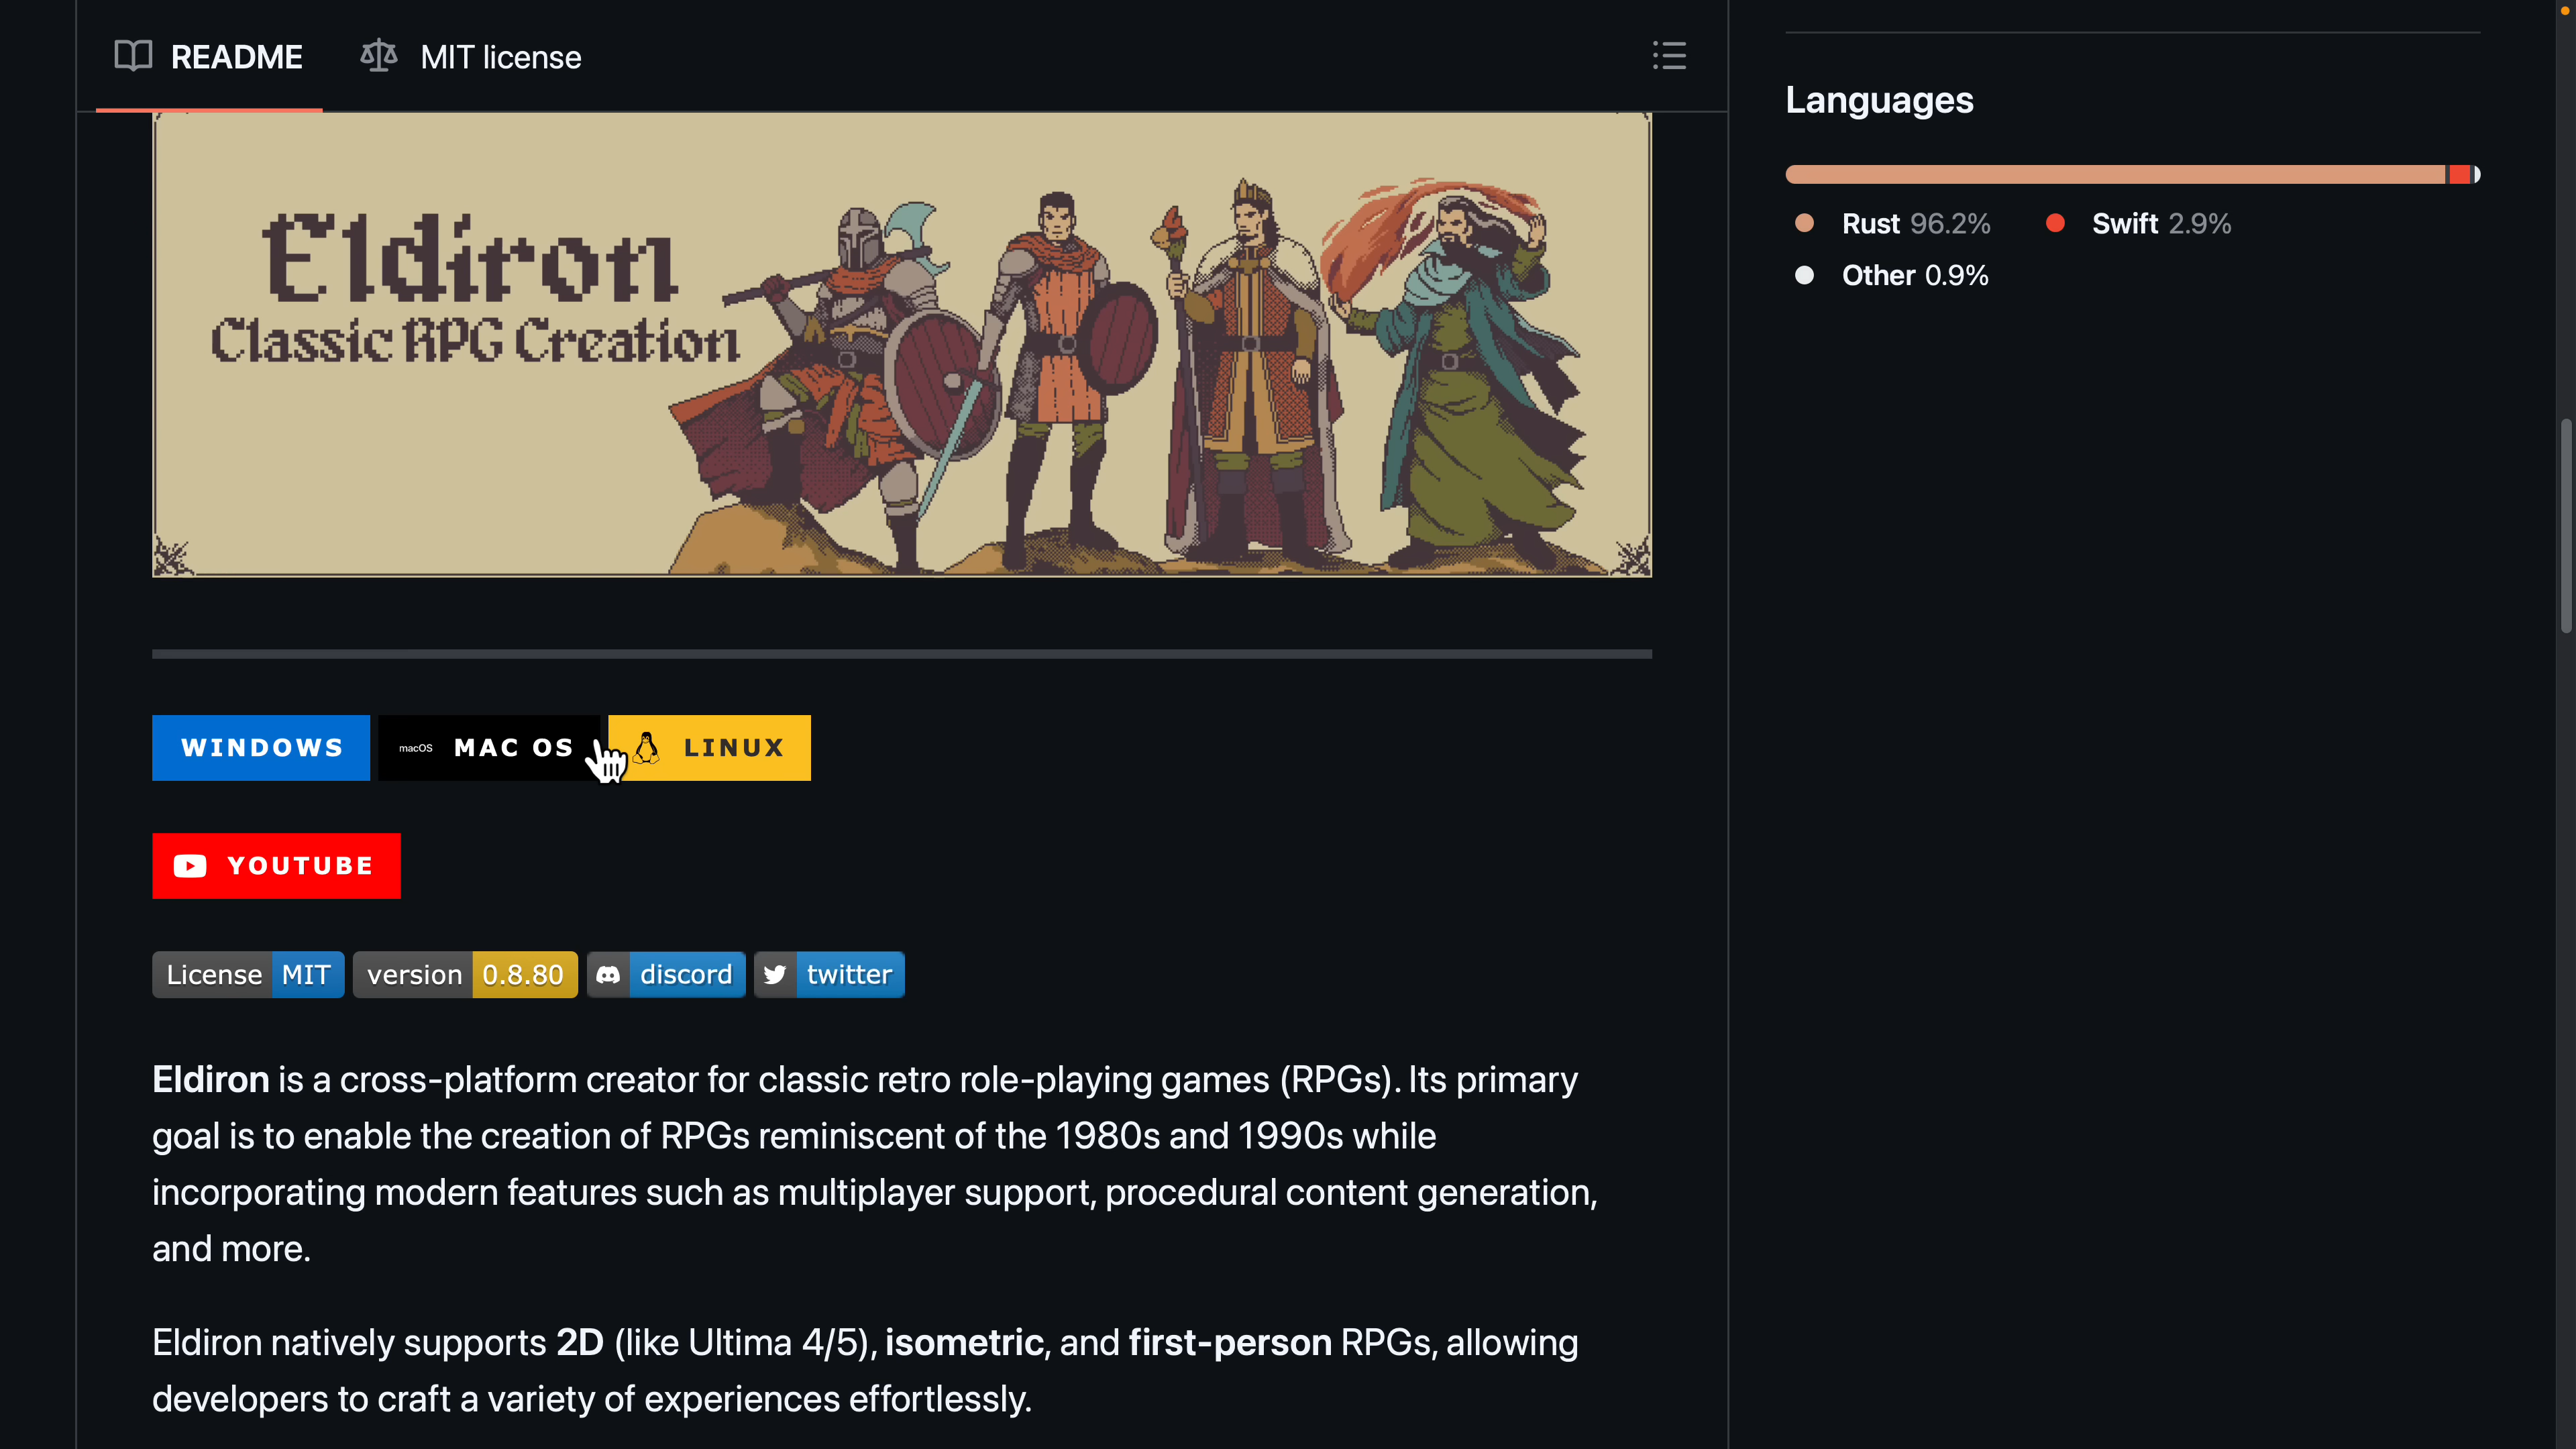 README
MIT license
Eldiron
Classic RPG Creation
WINDOWS
macOS MAC OS
LINUX
YOUTUBE
License MIT
version 0.8.80
discord
twitter
Eldiron is a cross-platform creator for classic retro role-playing games (RPGs). Its primary
goal is to enable the creation of RPGs reminiscent of the 1980s and 1990s while
incorporating modern features such as multiplayer support, procedural content generation,
and more.
Eldiron natively supports 2D (like Ultima 4/5), isometric, and first-person RPGs, allowing
developers to craft a variety of experiences effortlessly.
Languages
Rust 96.2%
Swift 2.9%
Other 0.9%